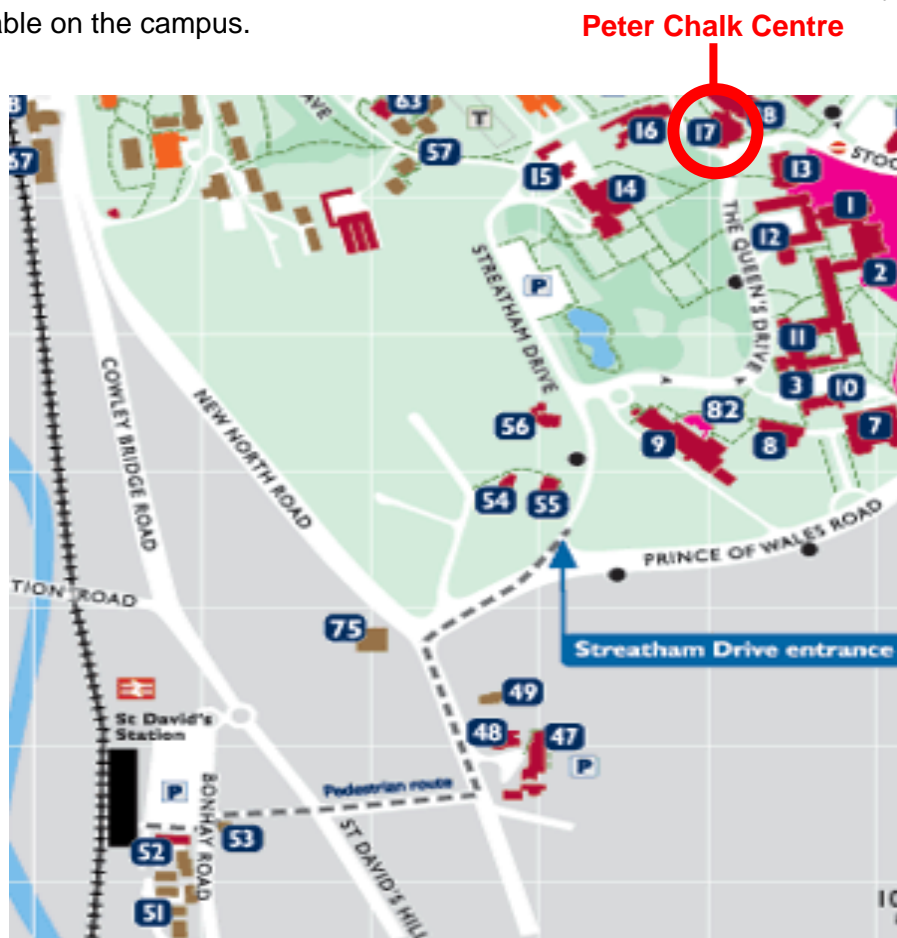 able on the campus.
Peter Chalk Centre
63
T
57
67
16
17
8
STOC
15
14
13
1
12
2
P
STREATHAM DRIVE
THE QUEEN'S DRIVE
11
3
10
82
56
9
8
7
COWLEY BRIDGE ROAD
NEW NORTH ROAD
54
55
PRINCE OF WALES ROAD
TION ROAD
75
Streatham Drive entrance
49
St David's
Station
48
47
P
Pedestrian route
P
BONHAY ROAD
53
ST DAVID'S HILL
52
51
10